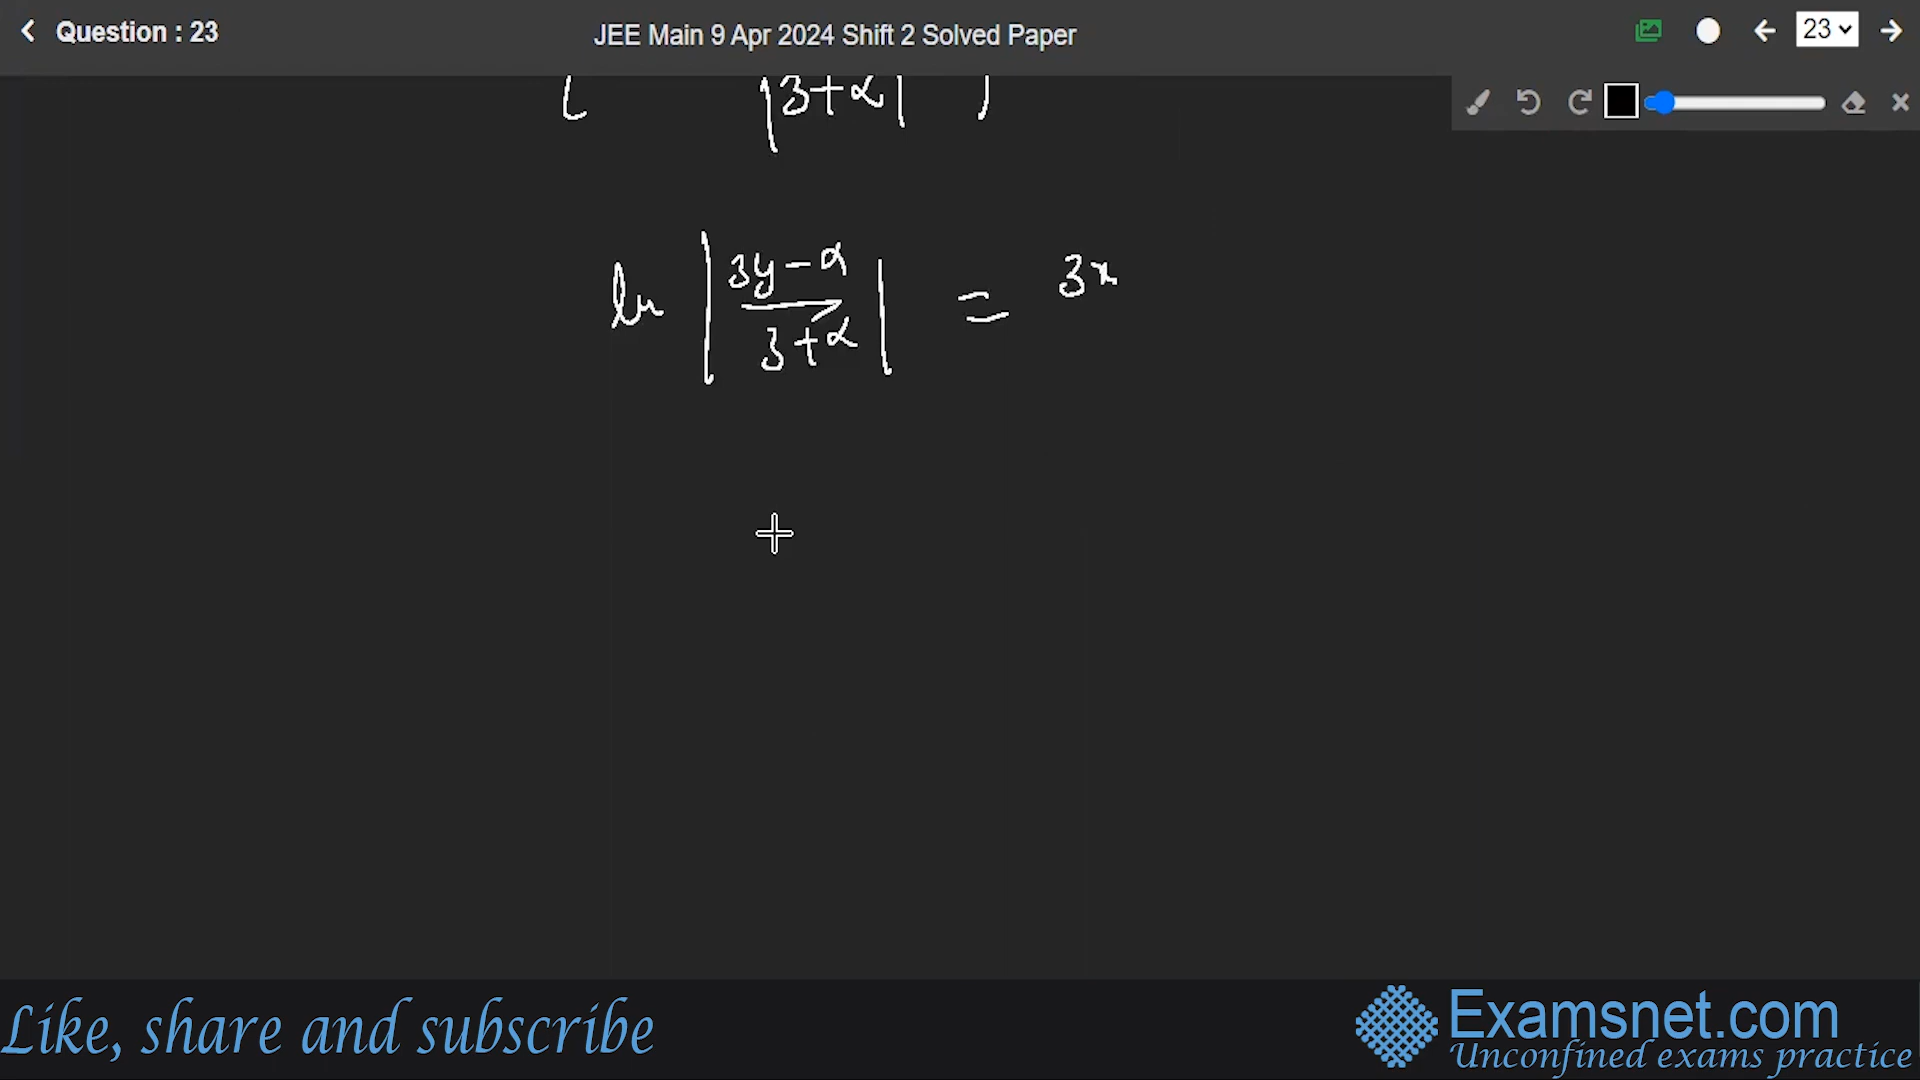 Question : 23
JEE Main 9 Apr 2024 Shift 2 Solved Paper
23
|3+α|
ln |3y-α / 3+α| = 3x
Like, share and subscribe
Examsnet.com
Unconfined exams practice